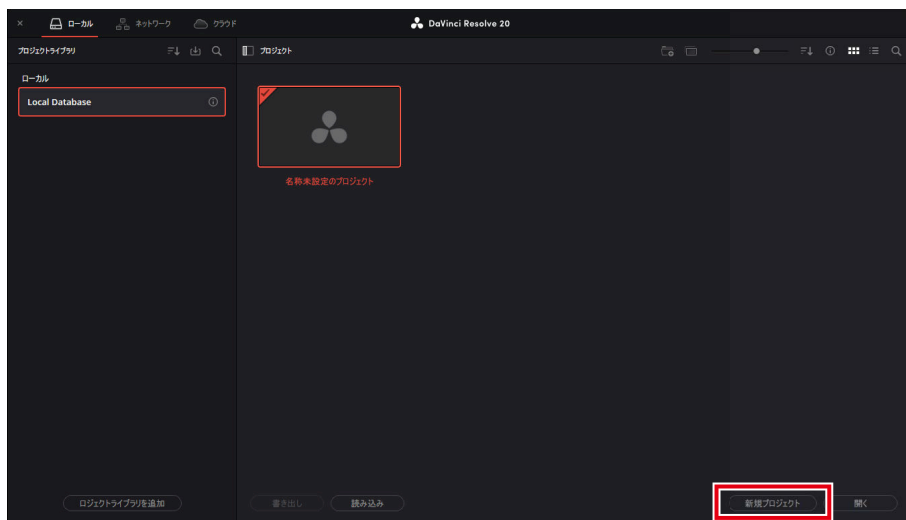 ローカル ネットワーク クラウド DaVinci Resolve 20
プロジェクトライブラリ プロジェクト
ローカル
Local Database
名称未設定のプロジェクト
ロジェクトライブラリを追加 書き出し 読み込み 新規プロジェクト 開く